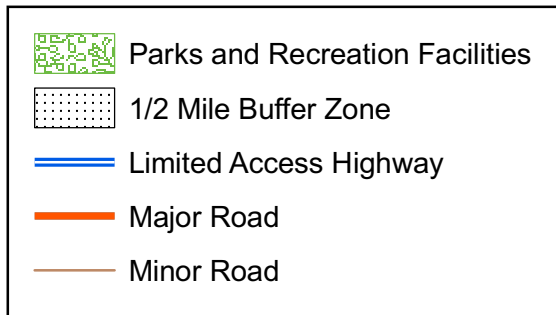 Parks and Recreation Facilities
1/2 Mile Buffer Zone
Limited Access Highway
Major Road
Minor Road